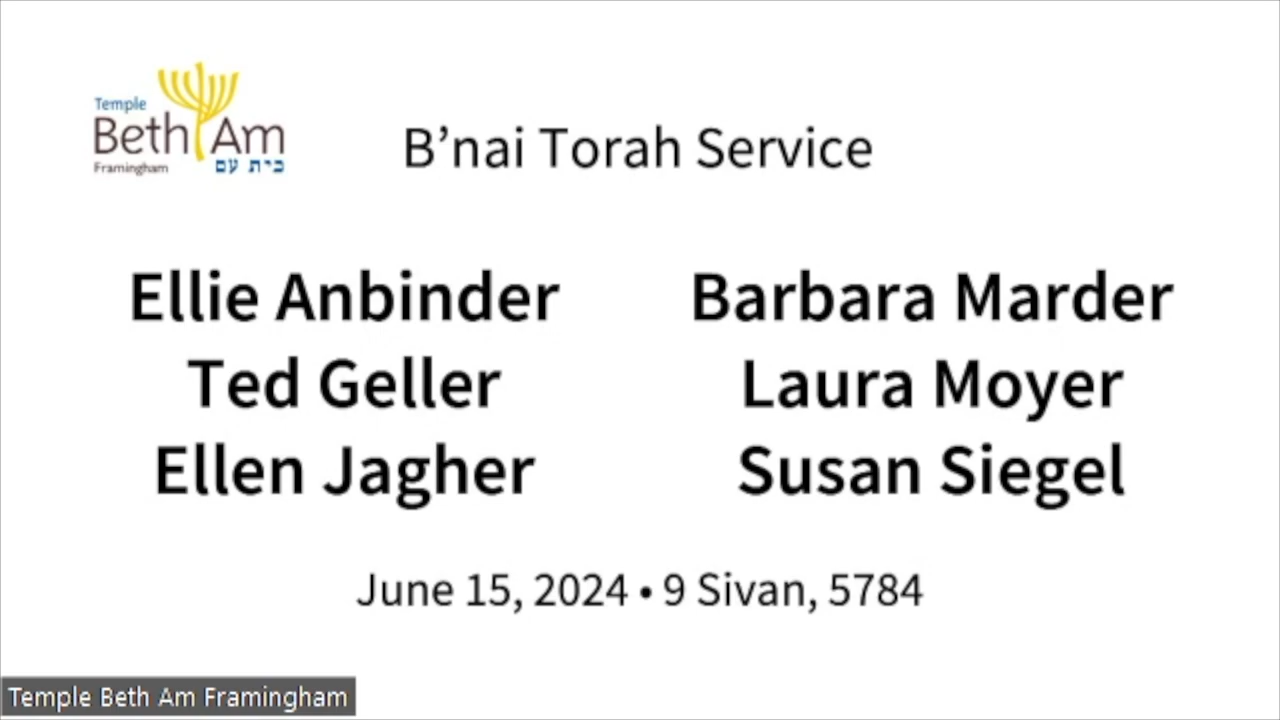 Temple
Beth Am
Framingham בית עם
B’nai Torah Service
Ellie Anbinder
Ted Geller
Ellen Jagher
Barbara Marder
Laura Moyer
Susan Siegel
June 15, 2024 • 9 Sivan, 5784
Temple Beth Am Framingham